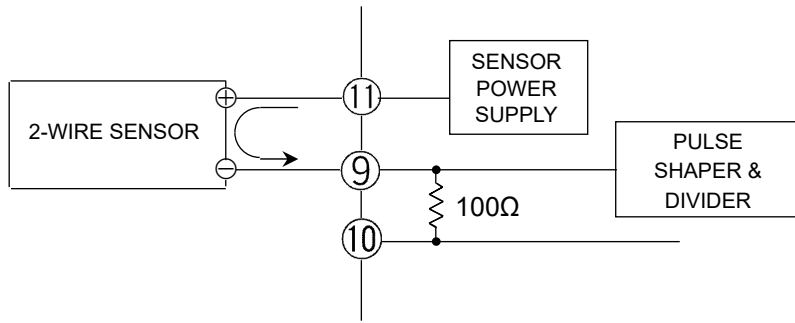 SENSOR
POWER
SUPPLY
11
+
2-WIRE SENSOR
PULSE
SHAPER &
DIVIDER
9
−
100Ω
10